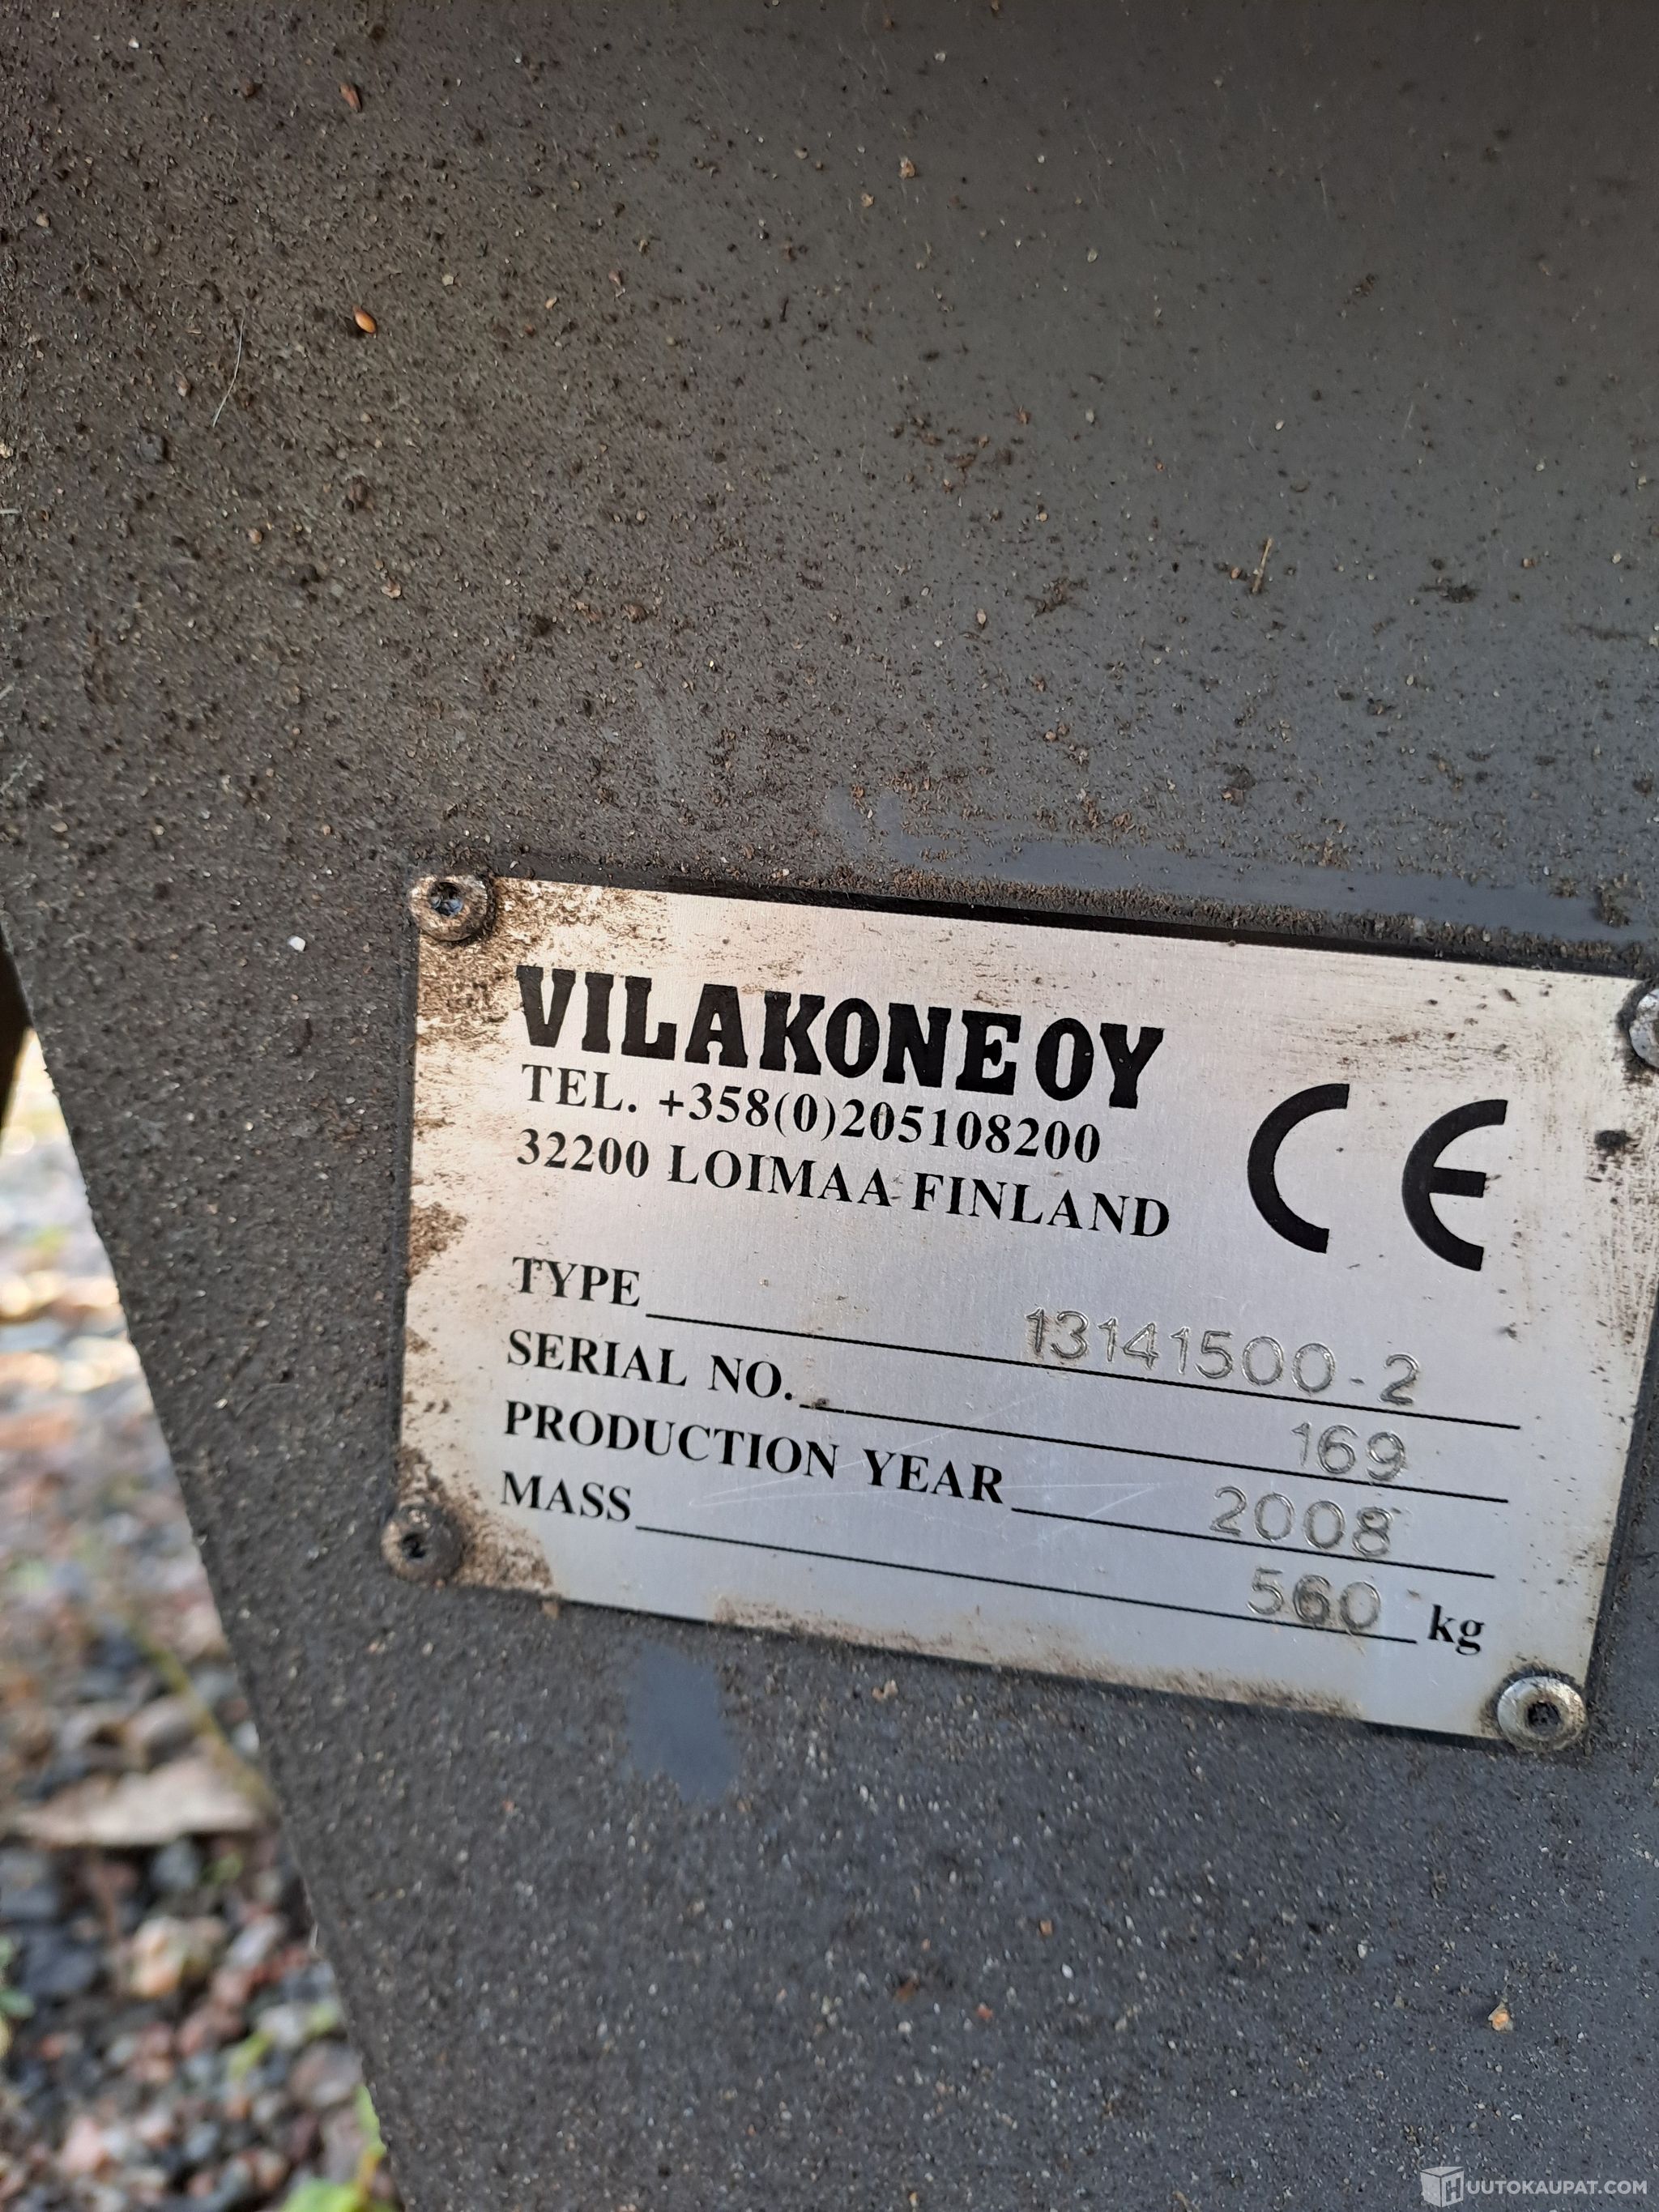 VILAKONE OY
TEL. +358(0)205108200
32200 LOIMAA FINLAND
CE
TYPE 13141500-2
SERIAL NO. 169
PRODUCTION YEAR 2008
MASS 560 kg
HUUTOKAUPAT.COM